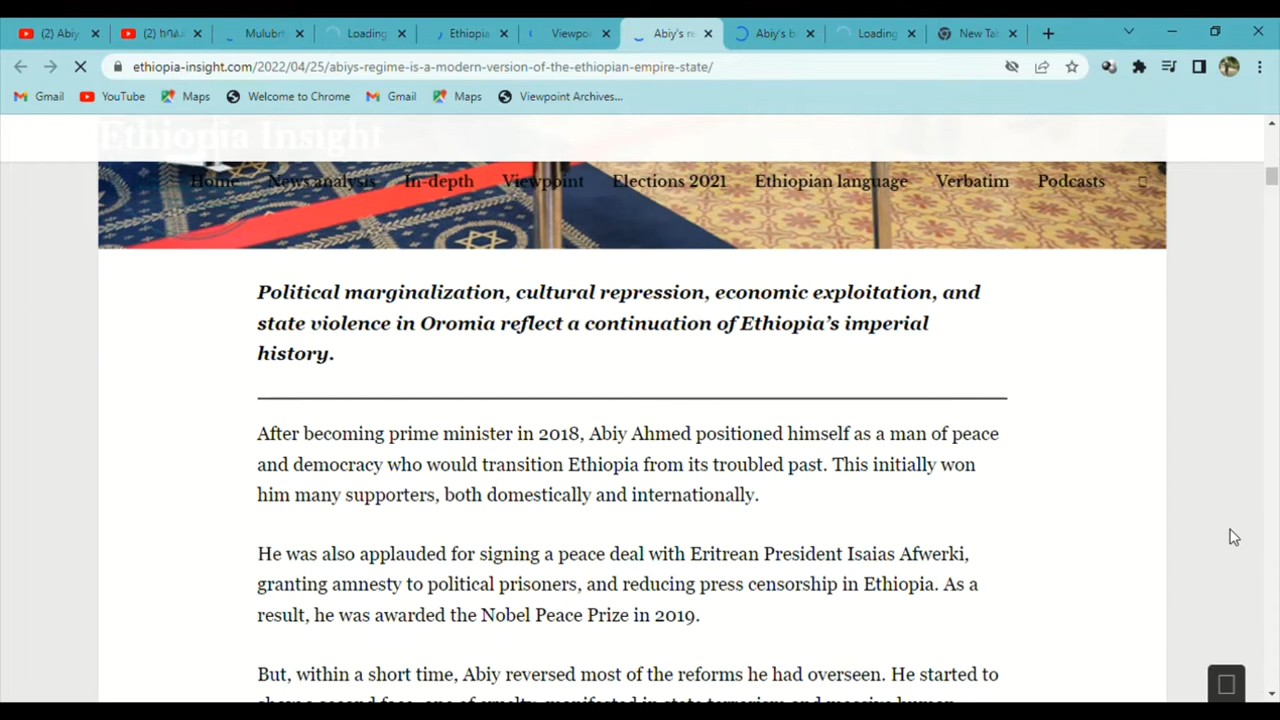 (2) Abiy
(2) ከባሕ
Mulubr
Loading
Ethiopia
Viewpo
Abiy's re
Abiy's b
Loading
New Tab
ethiopia-insight.com/2022/04/25/abiys-regime-is-a-modern-version-of-the-ethiopian-empire-state/
Gmail
YouTube
Maps
Welcome to Chrome
Gmail
Maps
Viewpoint Archives...
Ethiopia Insight
Home
News analysis
In-depth
Viewpoint
Elections 2021
Ethiopian language
Verbatim
Podcasts
Political marginalization, cultural repression, economic exploitation, and
state violence in Oromia reflect a continuation of Ethiopia's imperial
history.
After becoming prime minister in 2018, Abiy Ahmed positioned himself as a man of peace
and democracy who would transition Ethiopia from its troubled past. This initially won
him many supporters, both domestically and internationally.
He was also applauded for signing a peace deal with Eritrean President Isaias Afwerki,
granting amnesty to political prisoners, and reducing press censorship in Ethiopia. As a
result, he was awarded the Nobel Peace Prize in 2019.
But, within a short time, Abiy reversed most of the reforms he had overseen. He started to